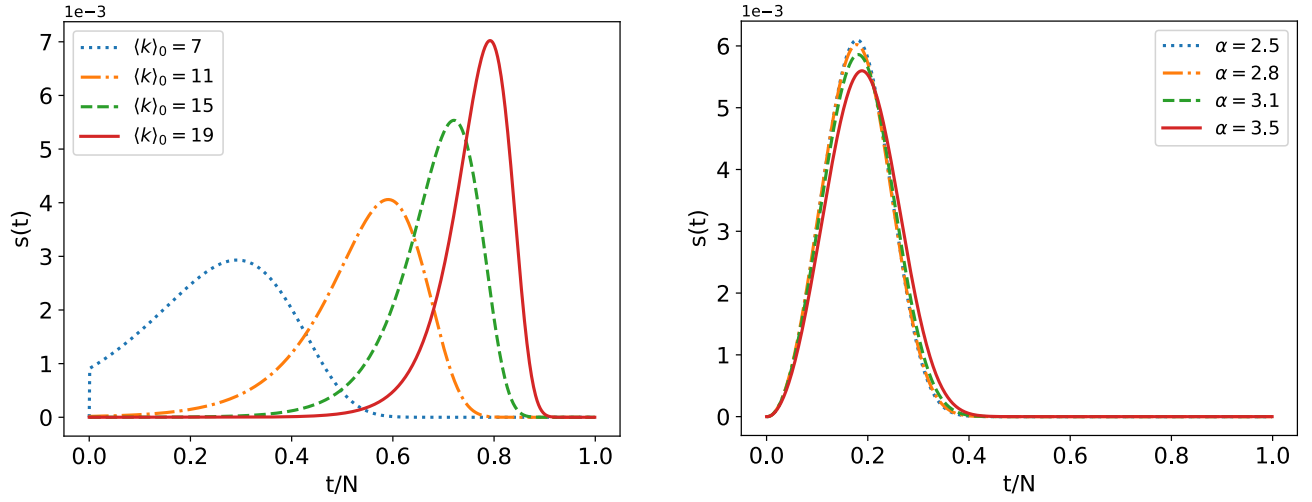 1e−3
7
6
5
4
3
2
1
0
s(t)
0.0 0.2 0.4 0.6 0.8 1.0
t/N
⟨k⟩₀ = 7
⟨k⟩₀ = 11
⟨k⟩₀ = 15
⟨k⟩₀ = 19
1e−3
6
5
4
3
2
1
0
s(t)
0.0 0.2 0.4 0.6 0.8 1.0
t/N
α = 2.5
α = 2.8
α = 3.1
α = 3.5